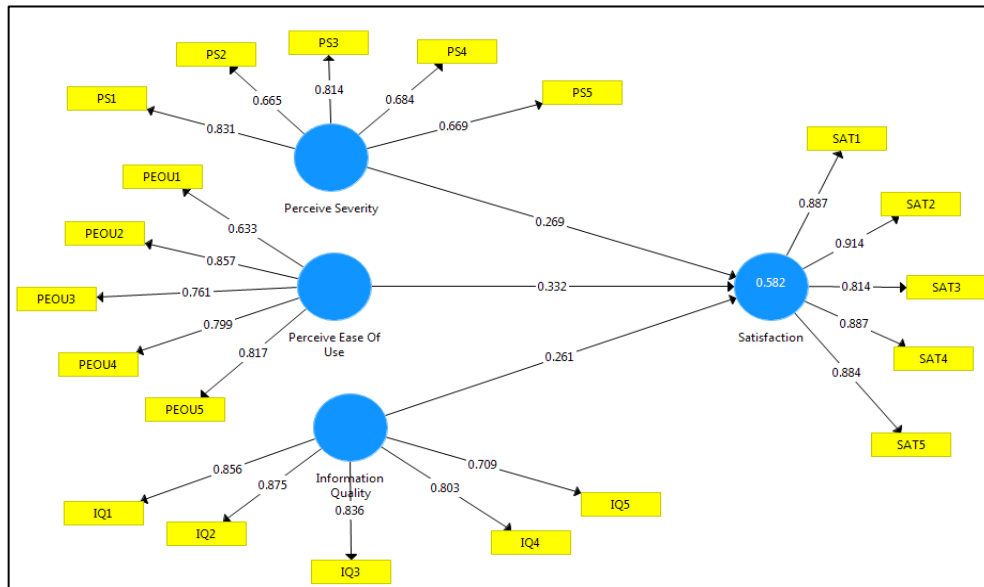 PS3
PS2
PS4
PS1
PS5
0.814
0.665
0.684
0.831
0.669
Perceive Severity
PEOU1
PEOU2
PEOU3
PEOU4
PEOU5
0.633
0.857
0.761
0.799
0.817
Perceive Ease Of
Use
0.269
0.332
0.261
Information
Quality
0.856
0.875
0.836
0.803
0.709
IQ1
IQ2
IQ3
IQ4
IQ5
0.582
Satisfaction
0.887
0.914
0.814
0.887
0.884
SAT1
SAT2
SAT3
SAT4
SAT5